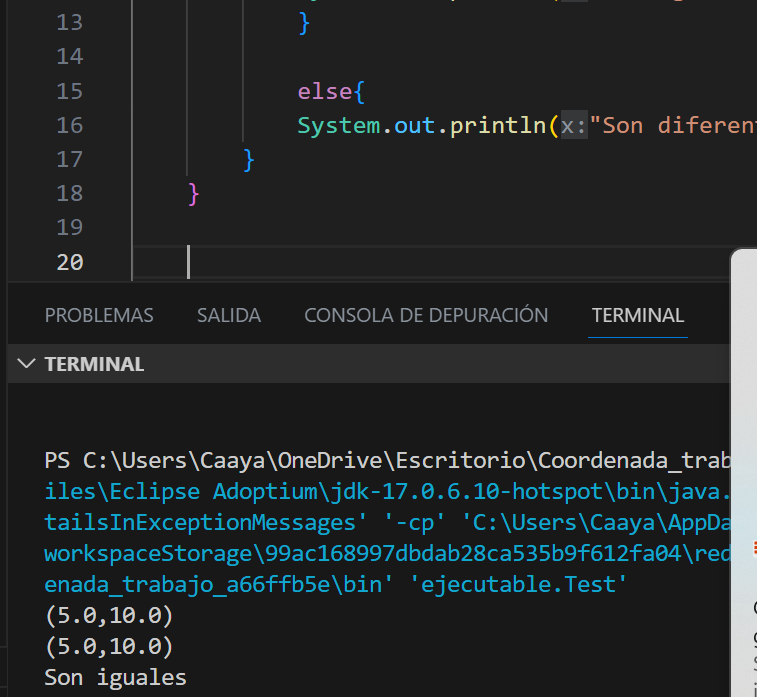 13 }
14
15 else{
16 System.out.println(x:"Son diferen
17 }
18 }
19
20
PROBLEMAS SALIDA CONSOLA DE DEPURACIÓN TERMINAL
TERMINAL
PS C:\Users\Caaya\OneDrive\Escritorio\Coordenada_trab
iles\Eclipse Adoptium\jdk-17.0.6.10-hotspot\bin\java.
tailsInExceptionMessages' '-cp' 'C:\Users\Caaya\AppDa
workspaceStorage\99ac168997dbdab28ca535b9f612fa04\red
enada_trabajo_a66ffb5e\bin' 'ejecutable.Test'
(5.0,10.0)
(5.0,10.0)
Son iguales